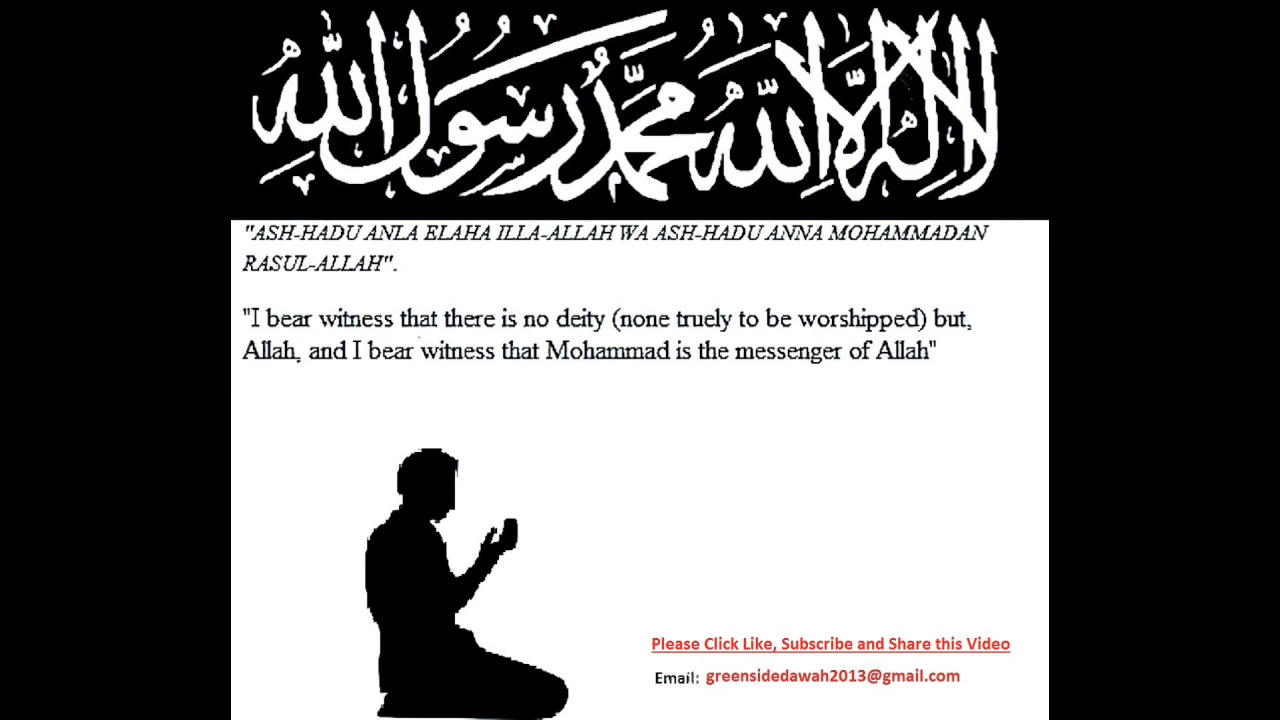 لا إله إلا الله محمد رسول الله
"ASH-HADU ANLA ELAHA ILLA-ALLAH WA ASH-HADU ANNA MOHAMMADAN
RASUL-ALLAH".
"I bear witness that there is no deity (none truely to be worshipped) but,
Allah, and I bear witness that Mohammad is the messenger of Allah"
Please Click Like, Subscribe and Share this Video
Email: greensidedawah2013@gmail.com